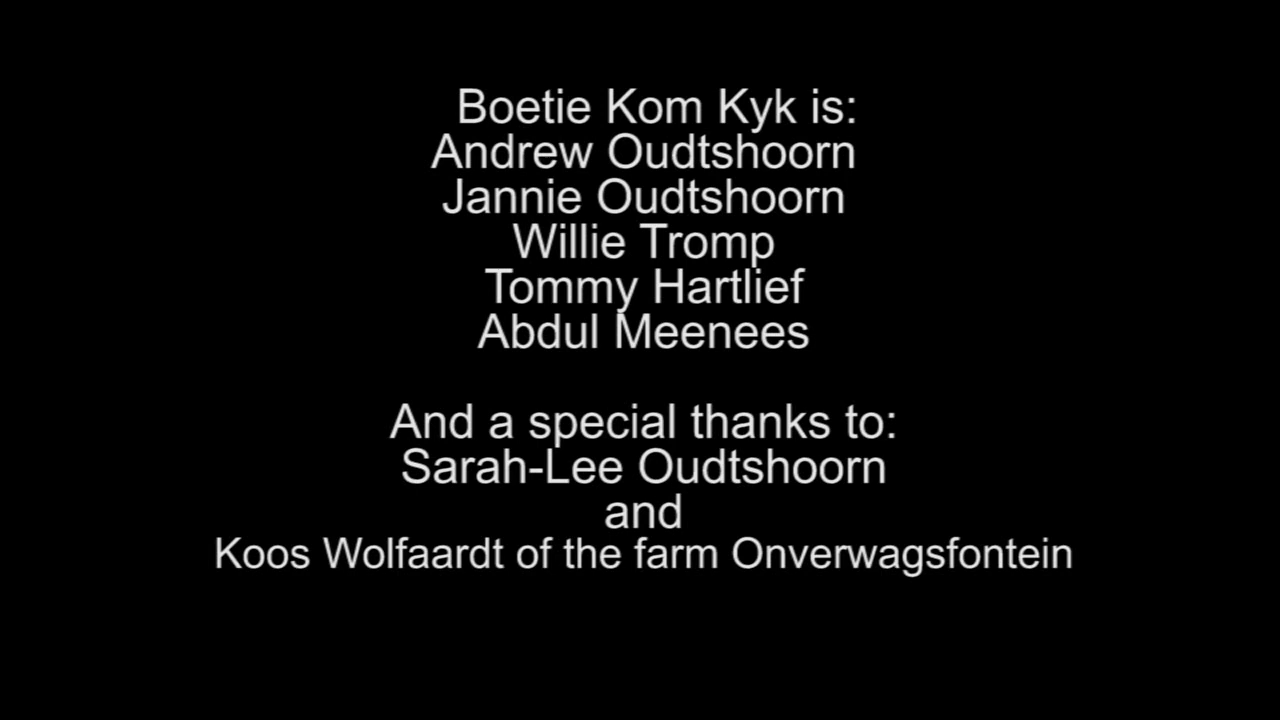 Boetie Kom Kyk is:
Andrew Oudtshoorn
Jannie Oudtshoorn
Willie Tromp
Tommy Hartlief
Abdul Meenees
And a special thanks to:
Sarah-Lee Oudtshoorn
and
Koos Wolfaardt of the farm Onverwagsfontein